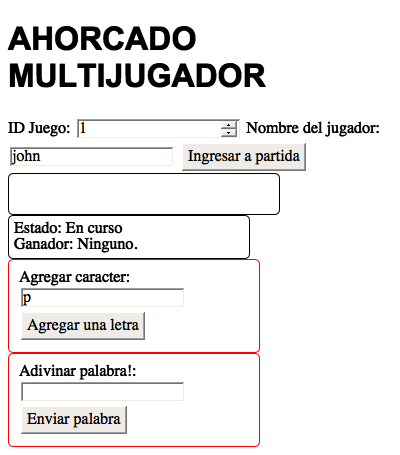 AHORCADO
MULTIJUGADOR
ID Juego: 1 Nombre del jugador:
john Ingresar a partida
Estado: En curso
Ganador: Ninguno.
Agregar caracter:
p
Agregar una letra
Adivinar palabra!:
Enviar palabra